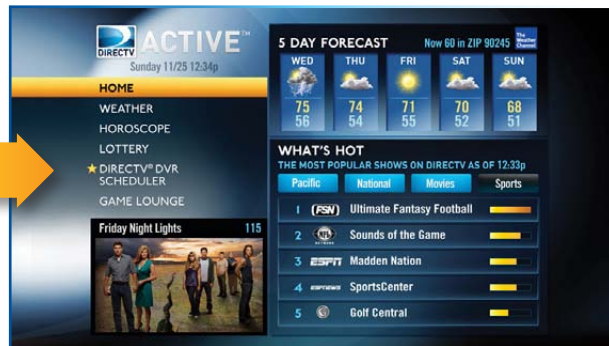 DIRECTV
ACTIVE™
Sunday 11/25 12:34p
HOME
WEATHER
HOROSCOPE
LOTTERY
DIRECTV® DVR
SCHEDULER
GAME LOUNGE
Friday Night Lights 115
5 DAY FORECAST Now 60 in ZIP 90245 The Weather Channel
WED THU FRI SAT SUN
75 74 71 70 68
56 54 55 52 51
WHAT'S HOT
THE MOST POPULAR SHOWS ON DIRECTV AS OF 12:33p
Pacific National Movies Sports
1 FSN Ultimate Fantasy Football
2 NFL NETWORK Sounds of the Game
3 ESPN Madden Nation
4 ESPNEWS SportsCenter
5 Golf Central